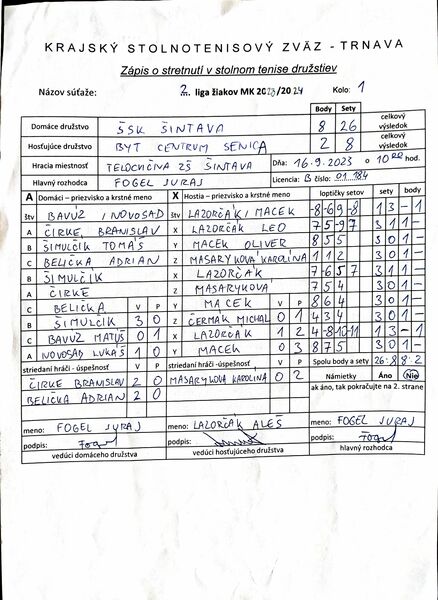 KRAJSKÝ STOLNOTENISOVÝ ZVÄZ - TRNAVA
Zápis o stretnutí v stolnom tenise družstiev
Názov súťaže: 2. liga žiakov MK 2023/2024 Kolo: 1
Body Sety
Domáce družstvo ŠSK ŠINTAVA 8 26 celkový výsledok
Hosťujúce družstvo BYT CENTRUM SENICA 2 8 celkový výsledok
Hracia miestnosť TELOCVIČŇA ZŠ ŠINTAVA Dňa: 16.9.2023 o 10 00 hod.
Hlavný rozhodca FOGEL JURAJ Licencia: B číslo: 01 184
A Domáci – priezvisko a krstné meno X Hostia - priezvisko a krstné meno loptičky setov sety body
štv BAVUZ / NOVOSAD štv LAZORČÁK / MACEK -8 -6 9 -8 1 3 - 1
A ČIRKE, BRANISLAV X LAZORČÁK LEO 7 5 -9 7 3 1 1 -
B ŠIMULČÍK TOMÁŠ Y MACEK OLIVER 8 5 5 3 0 1 -
C BELIČKA ADRIAN Z MASARYKOVÁ KAROLÍNA 1 1 2 3 0 1 -
B ŠIMULČÍK X LAZORČÁK 7 -6 5 7 3 1 1 -
A ČIRKE Z MASARYKOVÁ 7 5 4 3 0 1 -
C BELIČKA V P Y MACEK V P 8 6 4 3 0 1 -
B ŠIMULČÍK 3 0 Z ČERMÁK MICHAL 0 1 4 3 4 3 0 1 -
C BAVUZ MATÚŠ 0 1 X LAZORČÁK 1 2 4 -8 -10 -11 1 3 - 1
A NOVOSAD LUKÁŠ 1 0 Y MACEK 0 3 8 7 5 3 0 1 -
striedaní hráči - úspešnosť V P striedaní hráči - úspešnosť V P Spolu body a sety 26:8 8:2
ČIRKE BRANISLAV 2 0 MASARYKOVÁ KAROLÍNA 0 2 Námietky Áno Nie
BELIČKA ADRIAN 2 0 ak áno, tak pokračujte na 2. strane
meno: FOGEL JURAJ meno: LAZORČÁK ALEŠ meno: FOGEL JURAJ
podpis: Fogel podpis: podpis: Fogel
vedúci domáceho družstva vedúci hosťujúceho družstva hlavný rozhodca